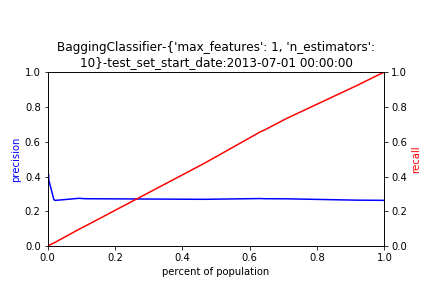 BaggingClassifier-{'max_features': 1, 'n_estimators':
10}-test_set_start_date:2013-07-01 00:00:00
1.0
0.8
0.6
0.4
0.2
0.0
precision
1.0
0.8
0.6
0.4
0.2
0.0
recall
0.0 0.2 0.4 0.6 0.8 1.0
percent of population